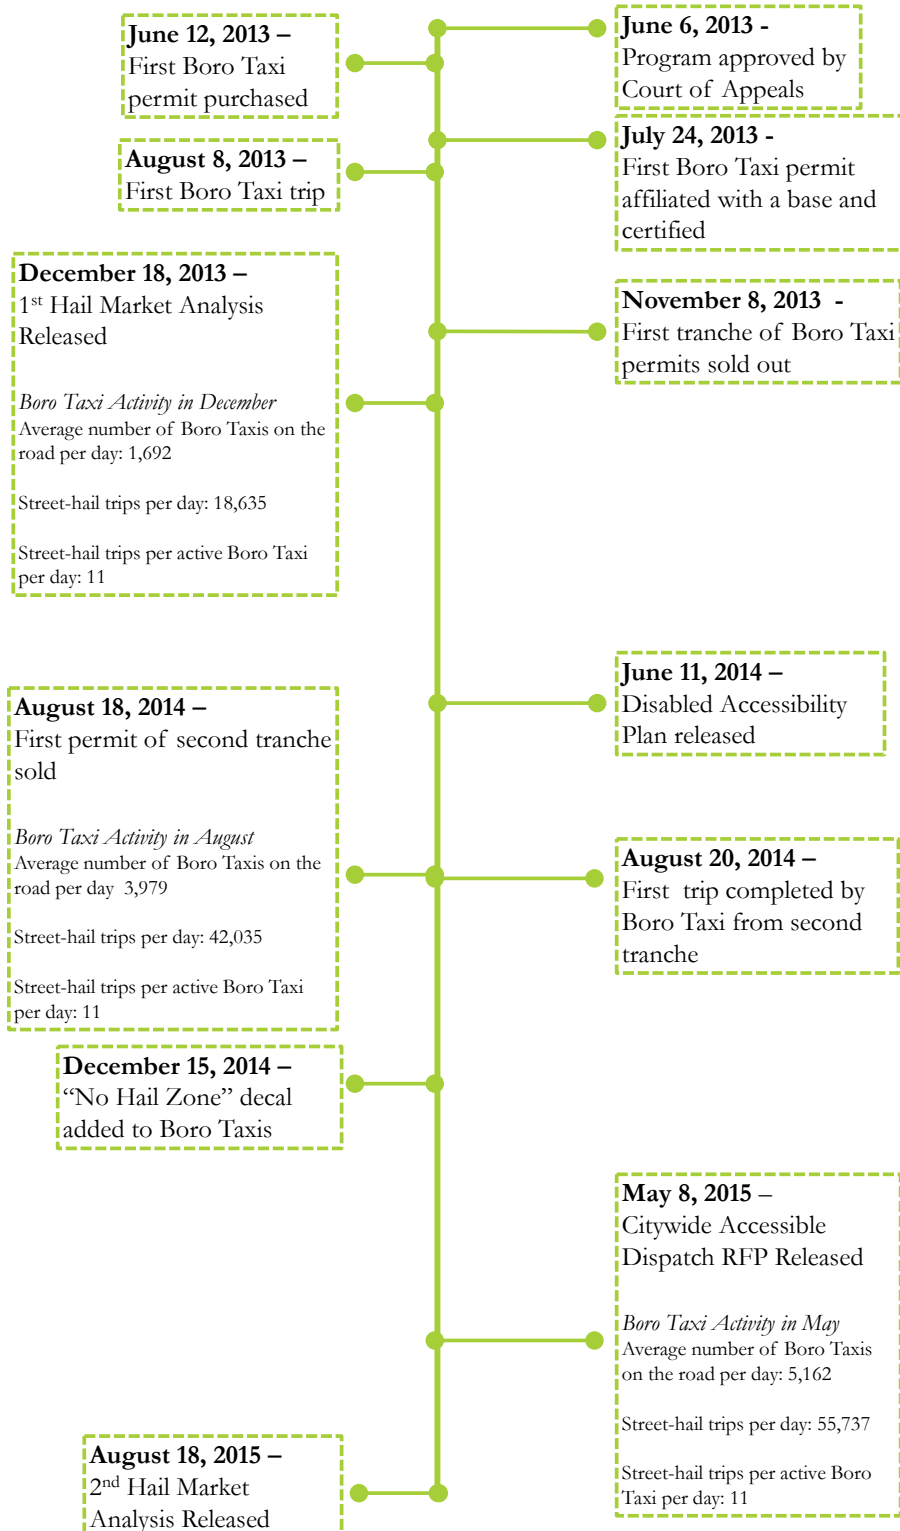 June 6, 2013 -
Program approved by
Court of Appeals
June 12, 2013 –
First Boro Taxi
permit purchased
July 24, 2013 -
First Boro Taxi permit
affiliated with a base and
certified
August 8, 2013 –
First Boro Taxi trip
November 8, 2013 -
First tranche of Boro Taxi
permits sold out
December 18, 2013 –
1st Hail Market Analysis
Released
Boro Taxi Activity in December
Average number of Boro Taxis on the
road per day: 1,692
Street-hail trips per day: 18,635
Street-hail trips per active Boro Taxi
per day: 11
June 11, 2014 –
Disabled Accessibility
Plan released
August 18, 2014 –
First permit of second tranche
sold
Boro Taxi Activity in August
Average number of Boro Taxis on the
road per day 3,979
Street-hail trips per day: 42,035
Street-hail trips per active Boro Taxi
per day: 11
August 20, 2014 –
First trip completed by
Boro Taxi from second
tranche
December 15, 2014 –
“No Hail Zone” decal
added to Boro Taxis
May 8, 2015 –
Citywide Accessible
Dispatch RFP Released
Boro Taxi Activity in May
Average number of Boro Taxis
on the road per day: 5,162
Street-hail trips per day: 55,737
Street-hail trips per active Boro
Taxi per day: 11
August 18, 2015 –
2nd Hail Market
Analysis Released